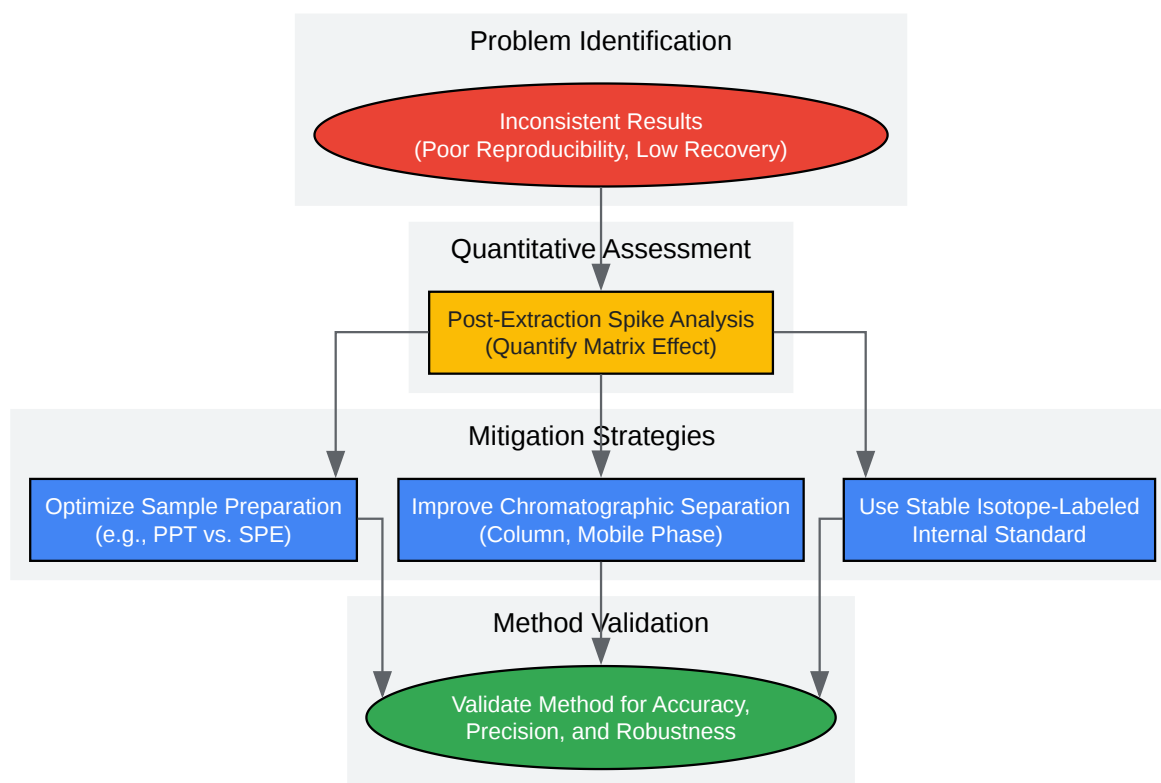 Problem Identification
Inconsistent Results
(Poor Reproducibility, Low Recovery)
Quantitative Assessment
Post-Extraction Spike Analysis
(Quantify Matrix Effect)
Mitigation Strategies
Optimize Sample Preparation
(e.g., PPT vs. SPE)
Improve Chromatographic Separation
(Column, Mobile Phase)
Use Stable Isotope-Labeled
Internal Standard
Method Validation
Validate Method for Accuracy,
Precision, and Robustness